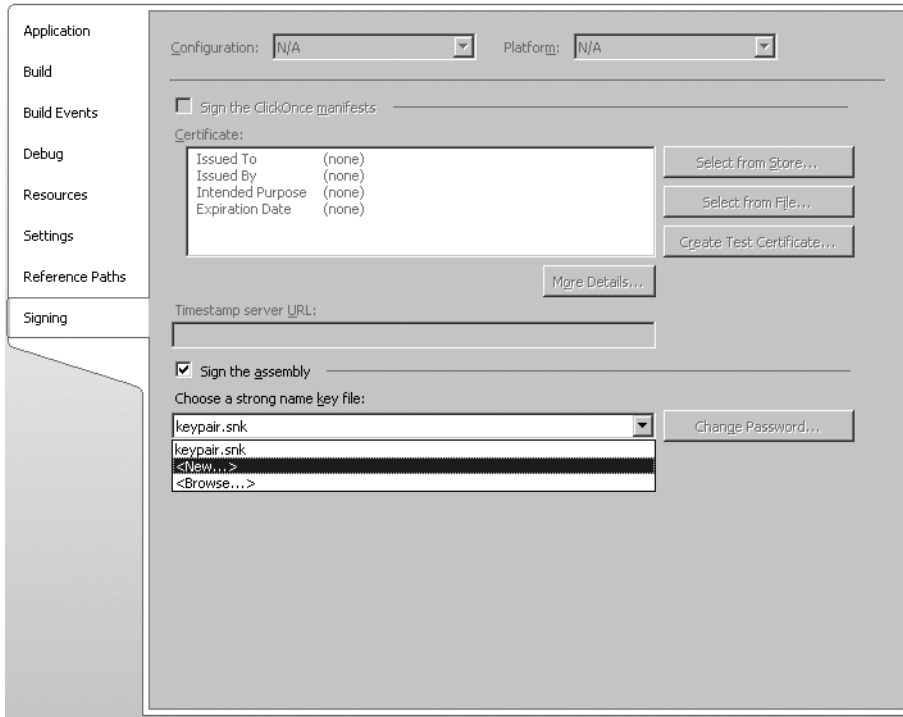 Application
Build
Build Events
Debug
Resources
Settings
Reference Paths
Signing
Configuration: N/A Platform: N/A
Sign the ClickOnce manifests
Certificate:
Issued To (none)
Issued By (none)
Intended Purpose (none)
Expiration Date (none)
Select from Store...
Select from File...
Create Test Certificate...
More Details...
Timestamp server URL:
Sign the assembly
Choose a strong name key file:
keypair.snk
Change Password...
keypair.snk
<New...>
<Browse...>